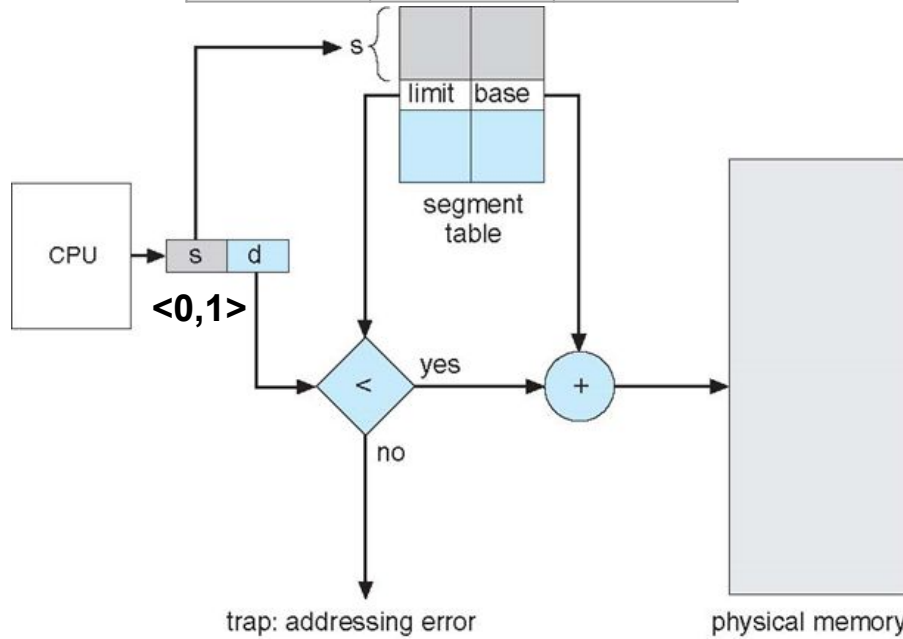 s
limit base
segment
table
CPU
s d
<0,1>
<
yes
+
no
trap: addressing error
physical memory